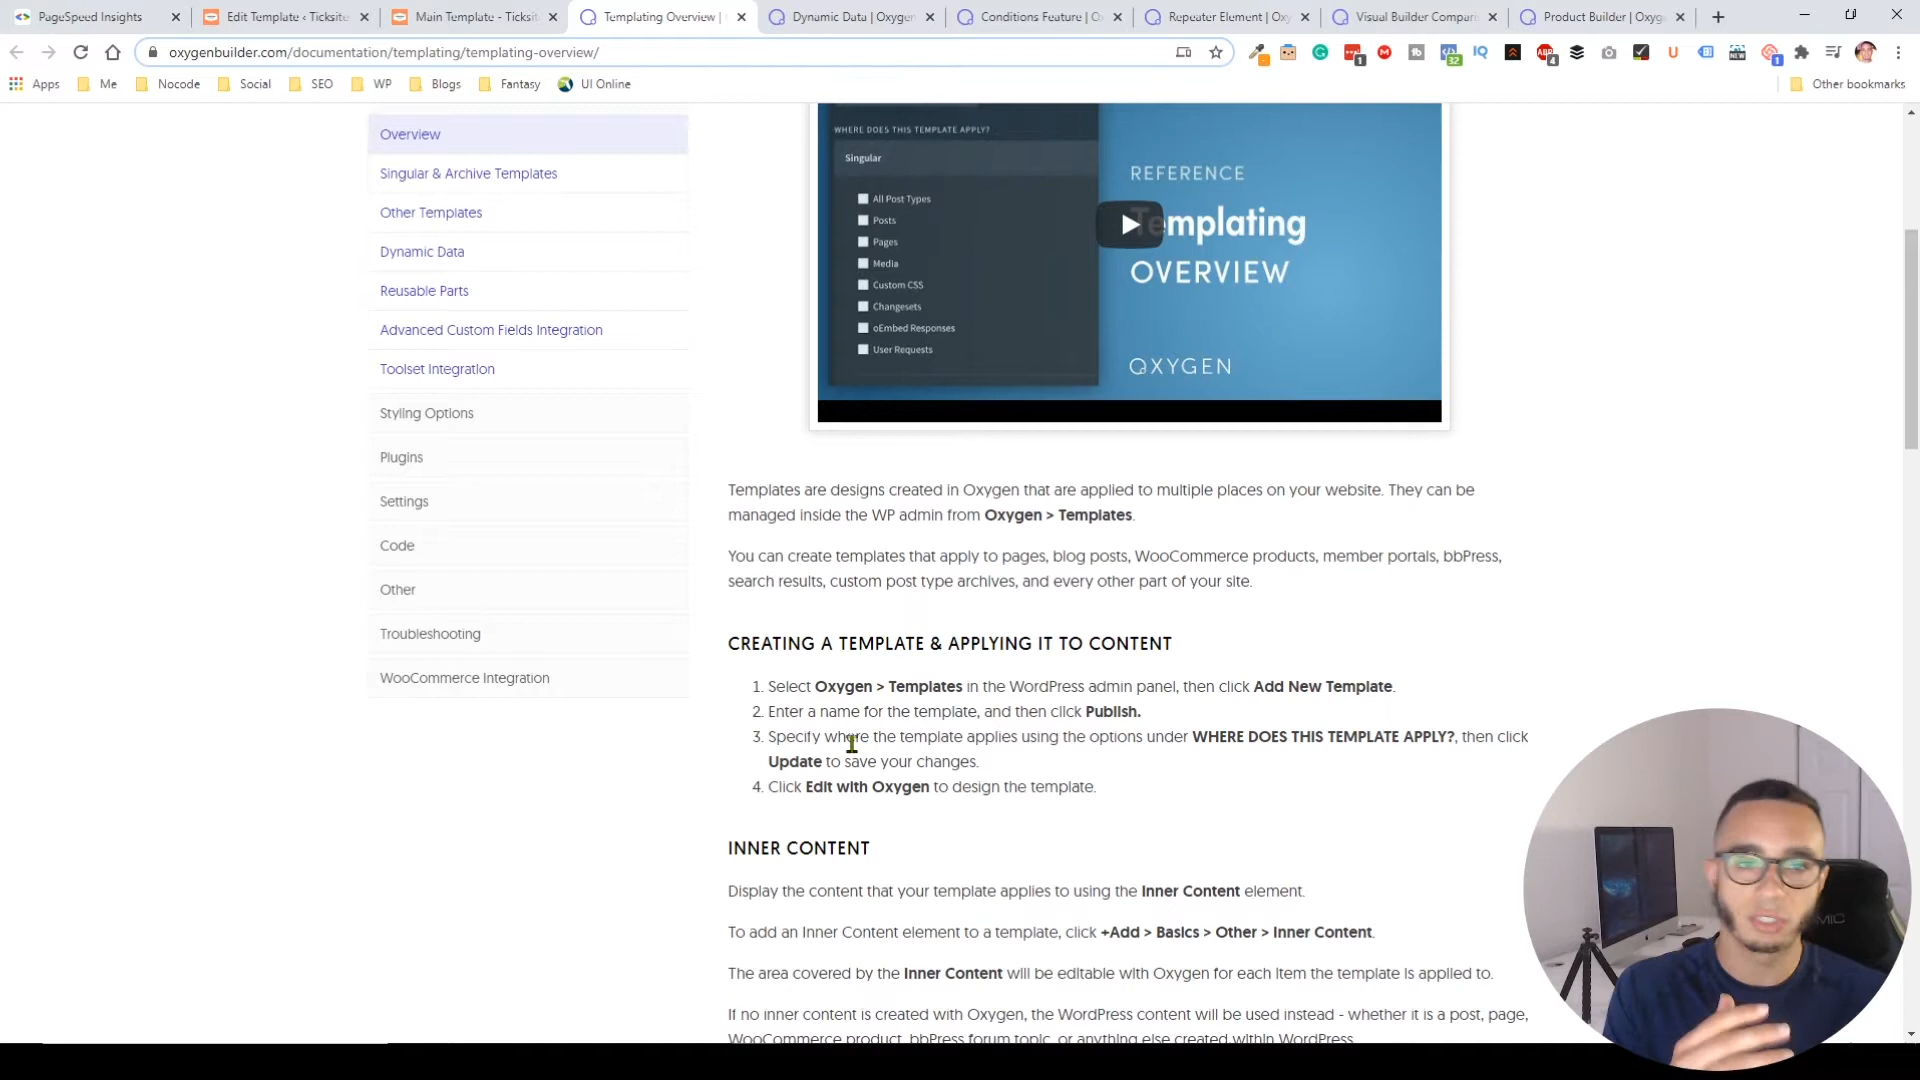 PageSpeed Insights
Edit Template ‹ Ticksite
Main Template - Ticksit
Templating Overview |
Dynamic Data | Oxygen
Conditions Feature | O
Repeater Element | Oxy
Visual Builder Compari
Product Builder | Oxyg
oxygenbuilder.com/documentation/templating/templating-overview/
Apps
Me
Nocode
Social
SEO
WP
Blogs
Fantasy
UI Online
Other bookmarks
Overview
Singular & Archive Templates
Other Templates
Dynamic Data
Reusable Parts
Advanced Custom Fields Integration
Toolset Integration
Styling Options
Plugins
Settings
Code
Other
Troubleshooting
WooCommerce Integration
WHERE DOES THIS TEMPLATE APPLY?
Singular
All Post Types
Posts
Pages
Media
Custom CSS
Changesets
oEmbed Responses
User Requests
REFERENCE
Templating
OVERVIEW
OXYGEN
Templates are designs created in Oxygen that are applied to multiple places on your website. They can be
managed inside the WP admin from Oxygen > Templates.
You can create templates that apply to pages, blog posts, WooCommerce products, member portals, bbPress,
search results, custom post type archives, and every other part of your site.
CREATING A TEMPLATE & APPLYING IT TO CONTENT
1. Select Oxygen > Templates in the WordPress admin panel, then click Add New Template.
2. Enter a name for the template, and then click Publish.
3. Specify where the template applies using the options under WHERE DOES THIS TEMPLATE APPLY?, then click
Update to save your changes.
4. Click Edit with Oxygen to design the template.
INNER CONTENT
Display the content that your template applies to using the Inner Content element.
To add an Inner Content element to a template, click +Add > Basics > Other > Inner Content.
The area covered by the Inner Content will be editable with Oxygen for each item the template is applied to.
If no inner content is created with Oxygen, the WordPress content will be used instead - whether it is a post, page,
WooCommerce product, bbPress forum topic, or anything else created within WordPress.